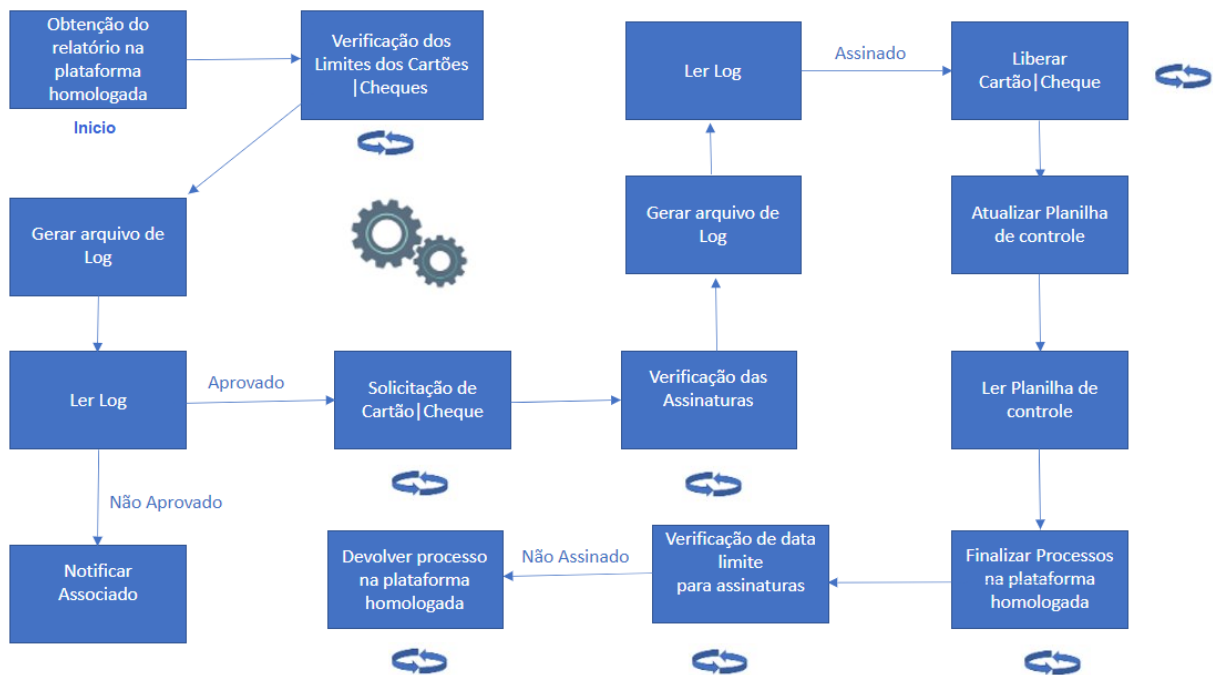 Obtenção do
relatório na
plataforma
homologada
Inicio
Verificação dos
Limites dos Cartões
|Cheques
Gerar arquivo de
Log
Ler Log
Aprovado
Não Aprovado
Notificar
Associado
Solicitação de
Cartão|Cheque
Verificação das
Assinaturas
Gerar arquivo de
Log
Ler Log
Assinado
Liberar
Cartão|Cheque
Atualizar Planilha
de controle
Ler Planilha de
controle
Finalizar Processos
na plataforma
homologada
Verificação de data
limite
para assinaturas
Não Assinado
Devolver processo
na plataforma
homologada